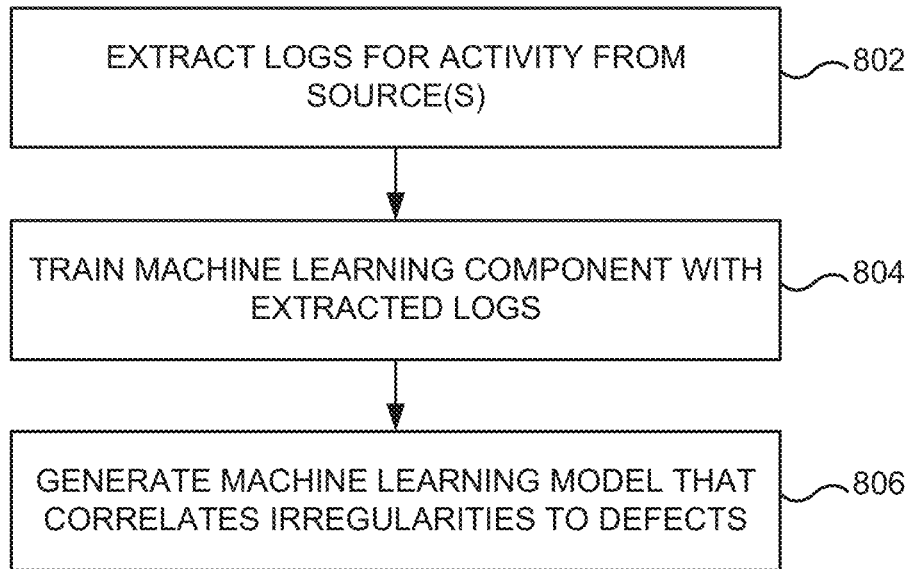 EXTRACT LOGS FOR ACTIVITY FROM
SOURCE(S)
802
TRAIN MACHINE LEARNING COMPONENT WITH
EXTRACTED LOGS
804
GENERATE MACHINE LEARNING MODEL THAT
CORRELATES IRREGULARITIES TO DEFECTS
806